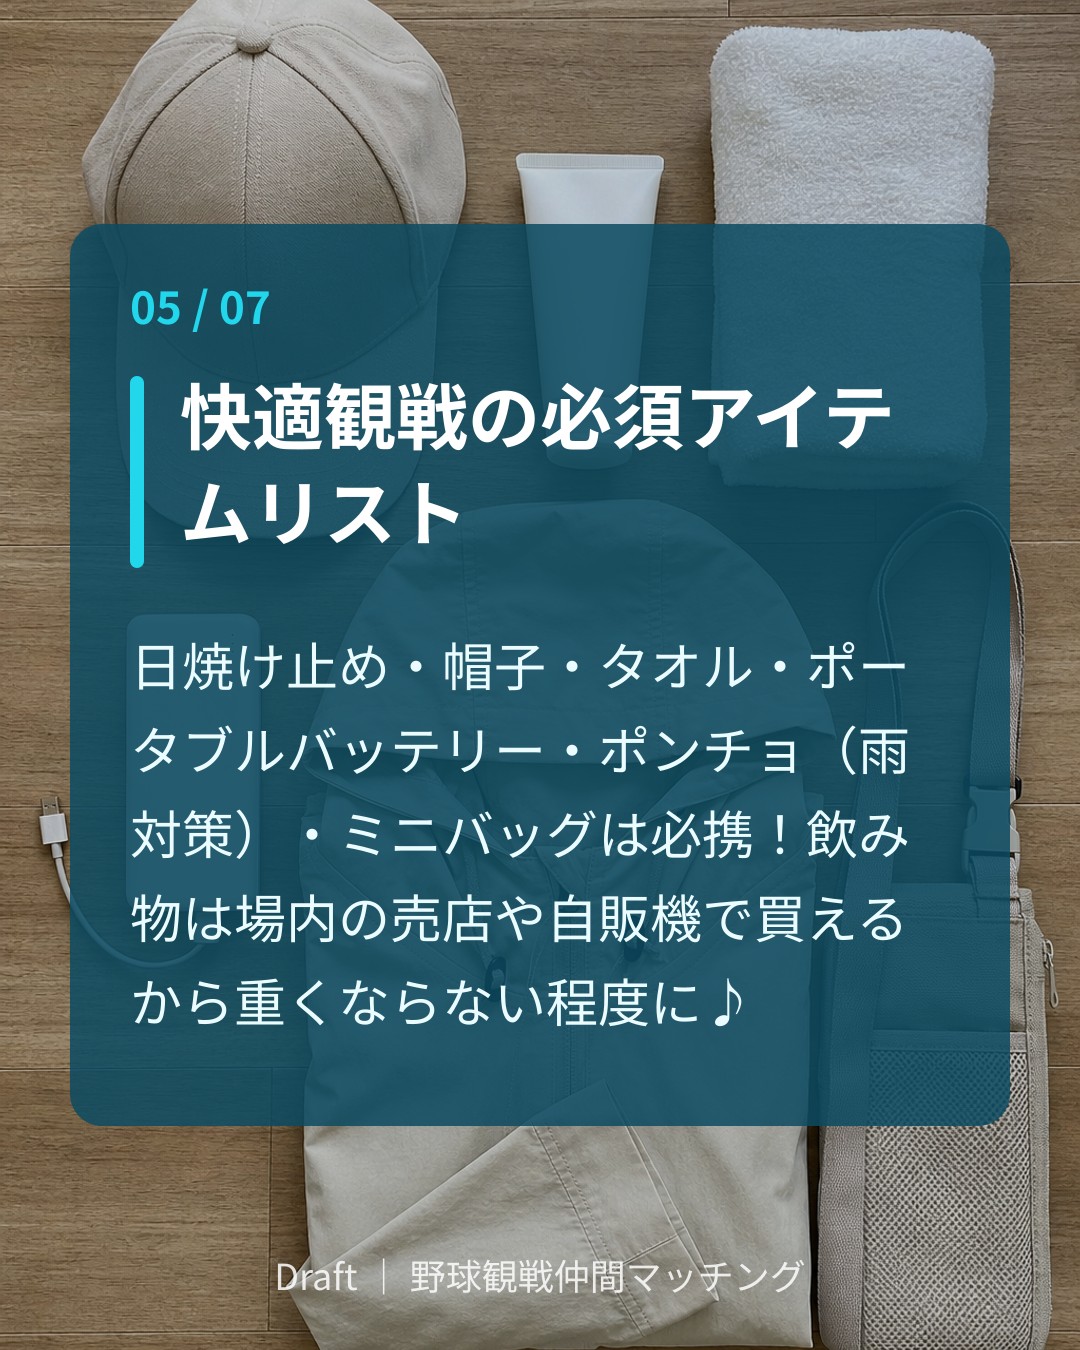 05 / 07
快適観戦の必須アイテ
ムリスト
日焼け止め・帽子・タオル・ポー
タブルバッテリー・ポンチョ（雨
対策）・ミニバッグは必携！飲み
物は場内の売店や自販機で買える
から重くならない程度に♪
Draft ｜ 野球観戦仲間マッチング